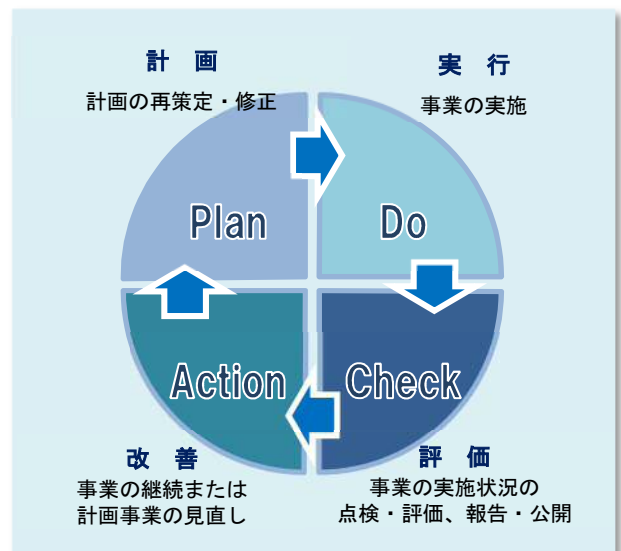 計 画
計画の再策定・修正
実 行
事業の実施
Plan
Do
Action
Check
改 善
事業の継続または
計画事業の見直し
評 価
事業の実施状況の
点検・評価、報告・公開